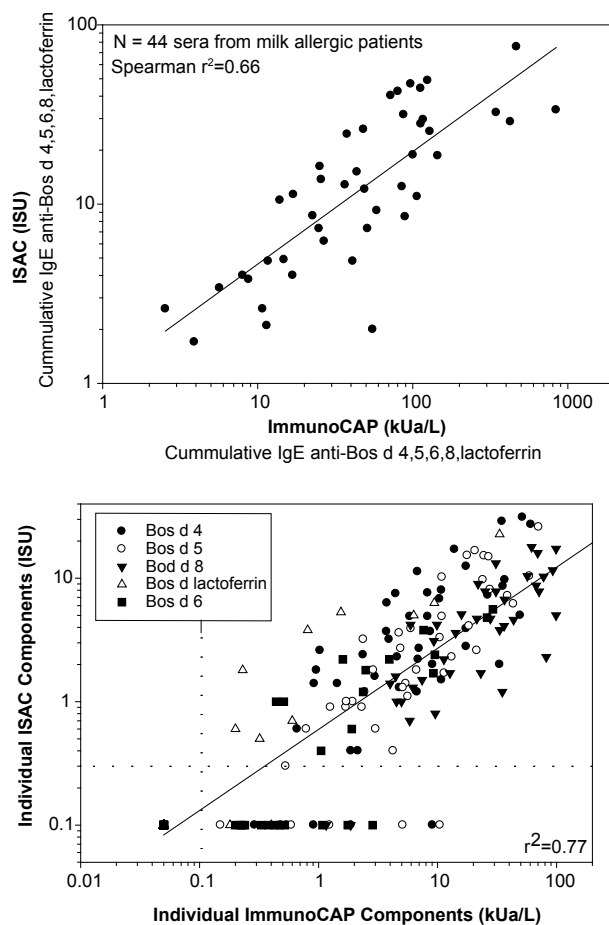 N = 44 sera from milk allergic patients
Spearman r²=0.66
100
10
1
ISAC (ISU)
Cummulative IgE anti-Bos d 4,5,6,8,lactoferrin
1
10
100
1000
ImmunoCAP (kUa/L)
Cummulative IgE anti-Bos d 4,5,6,8,lactoferrin
Bos d 4
Bos d 5
Bod d 8
Bos d lactoferrin
Bos d 6
10
1
0.1
Individual ISAC Components (ISU)
r²=0.77
0.01
0.1
1
10
100
Individual ImmunoCAP Components (kUa/L)